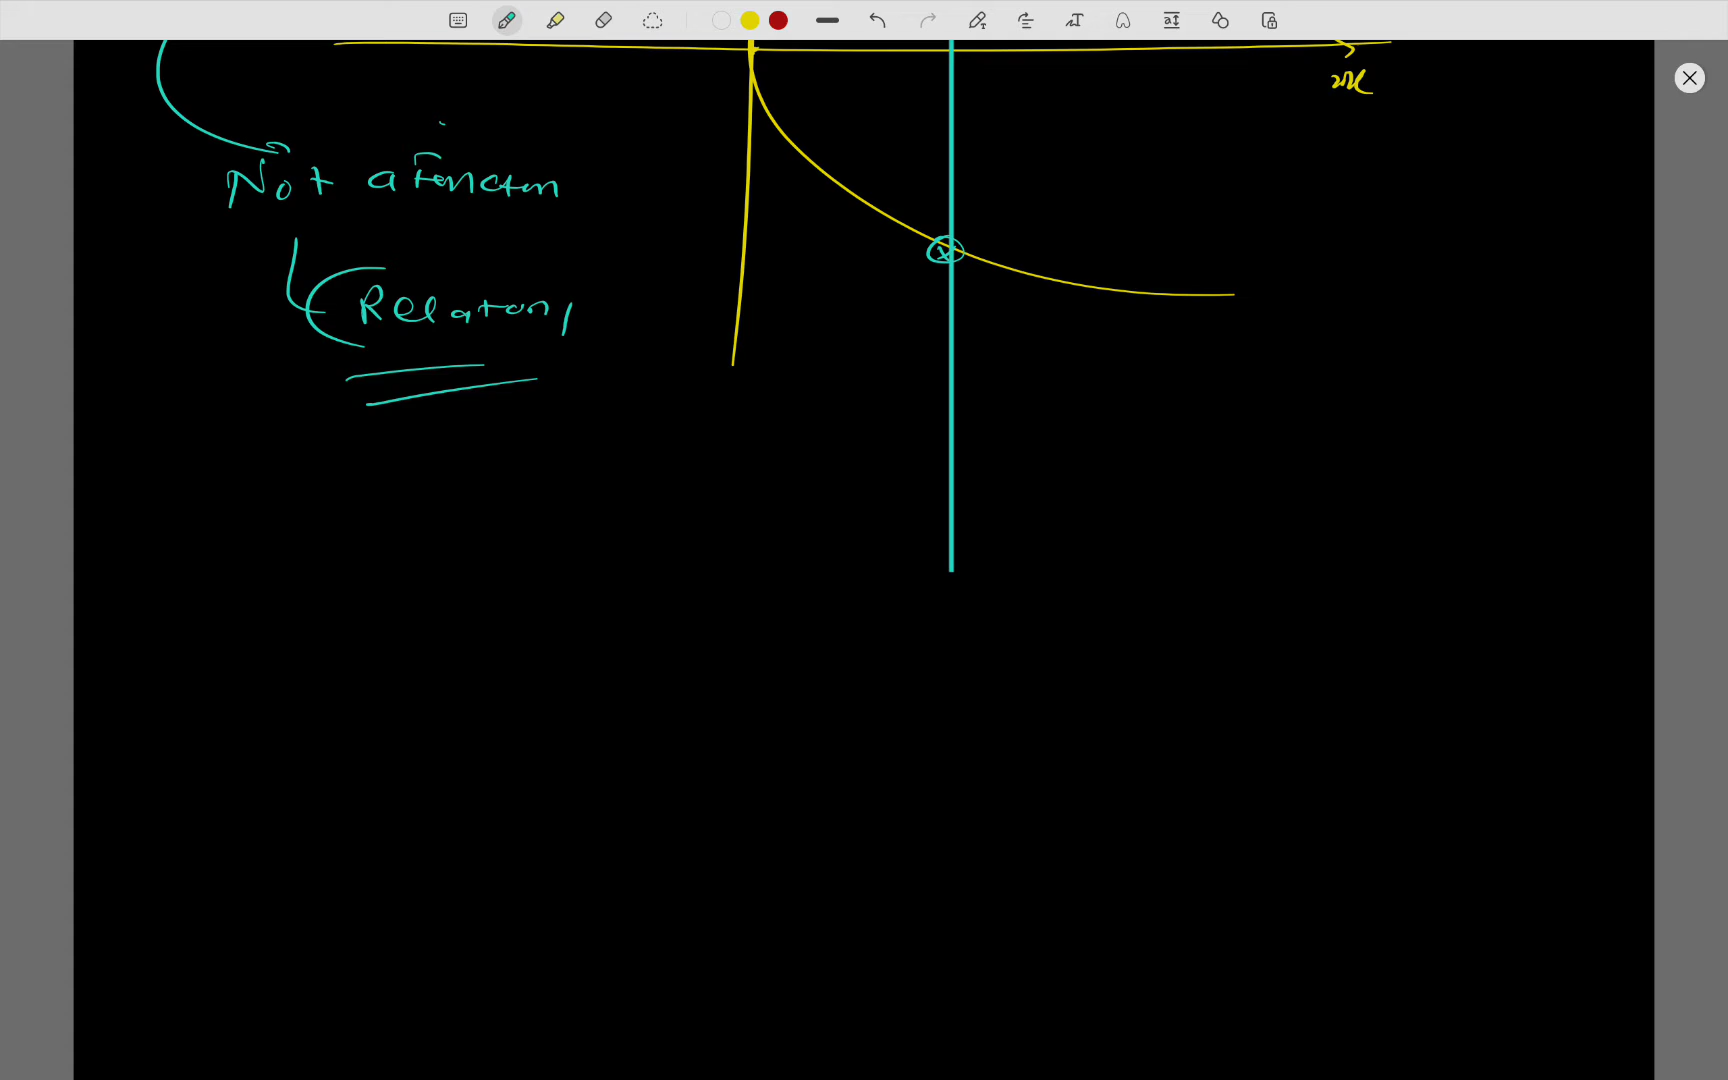 x
Not a function
Relation,
x